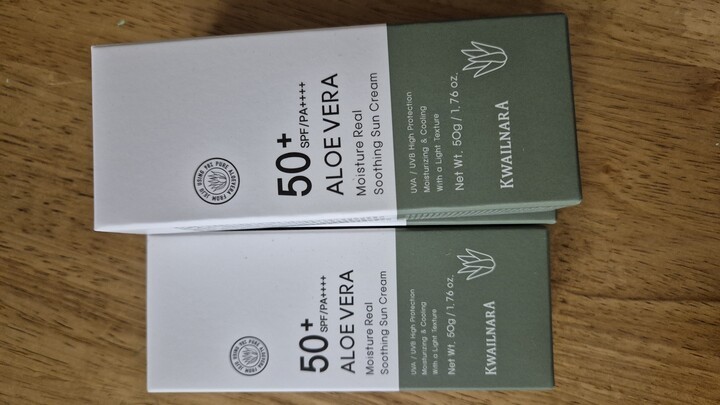 50+
SPF/PA++++
ALOE VERA
Moisture Real
Soothing Sun Cream
UVA / UVB High Protection
Moisturizing & Cooling
With a Light Texture
Net Wt. 50g / 1.76 oz.
KWAILNARA
50+
SPF/PA++++
ALOE VERA
Moisture Real
Soothing Sun Cream
UVA / UVB High Protection
Moisturizing & Cooling
With a Light Texture
Net Wt. 50g / 1.76 oz.
KWAILNARA